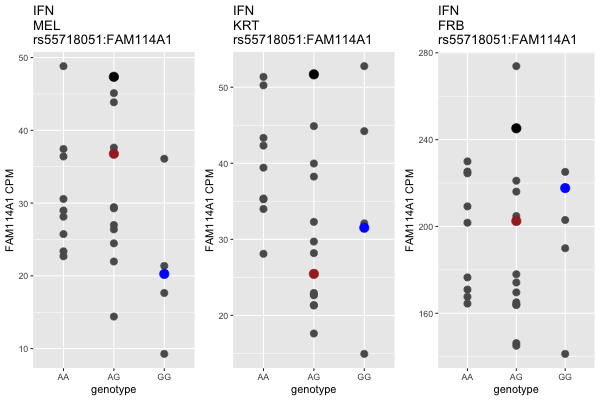 IFN
MEL
rs55718051:FAM114A1
FAM114A1 CPM
50
40
30
20
10
AA AG GG
genotype
IFN
KRT
rs55718051:FAM114A1
FAM114A1 CPM
50
40
30
20
AA AG GG
genotype
IFN
FRB
rs55718051:FAM114A1
FAM114A1 CPM
280
240
200
160
AA AG GG
genotype